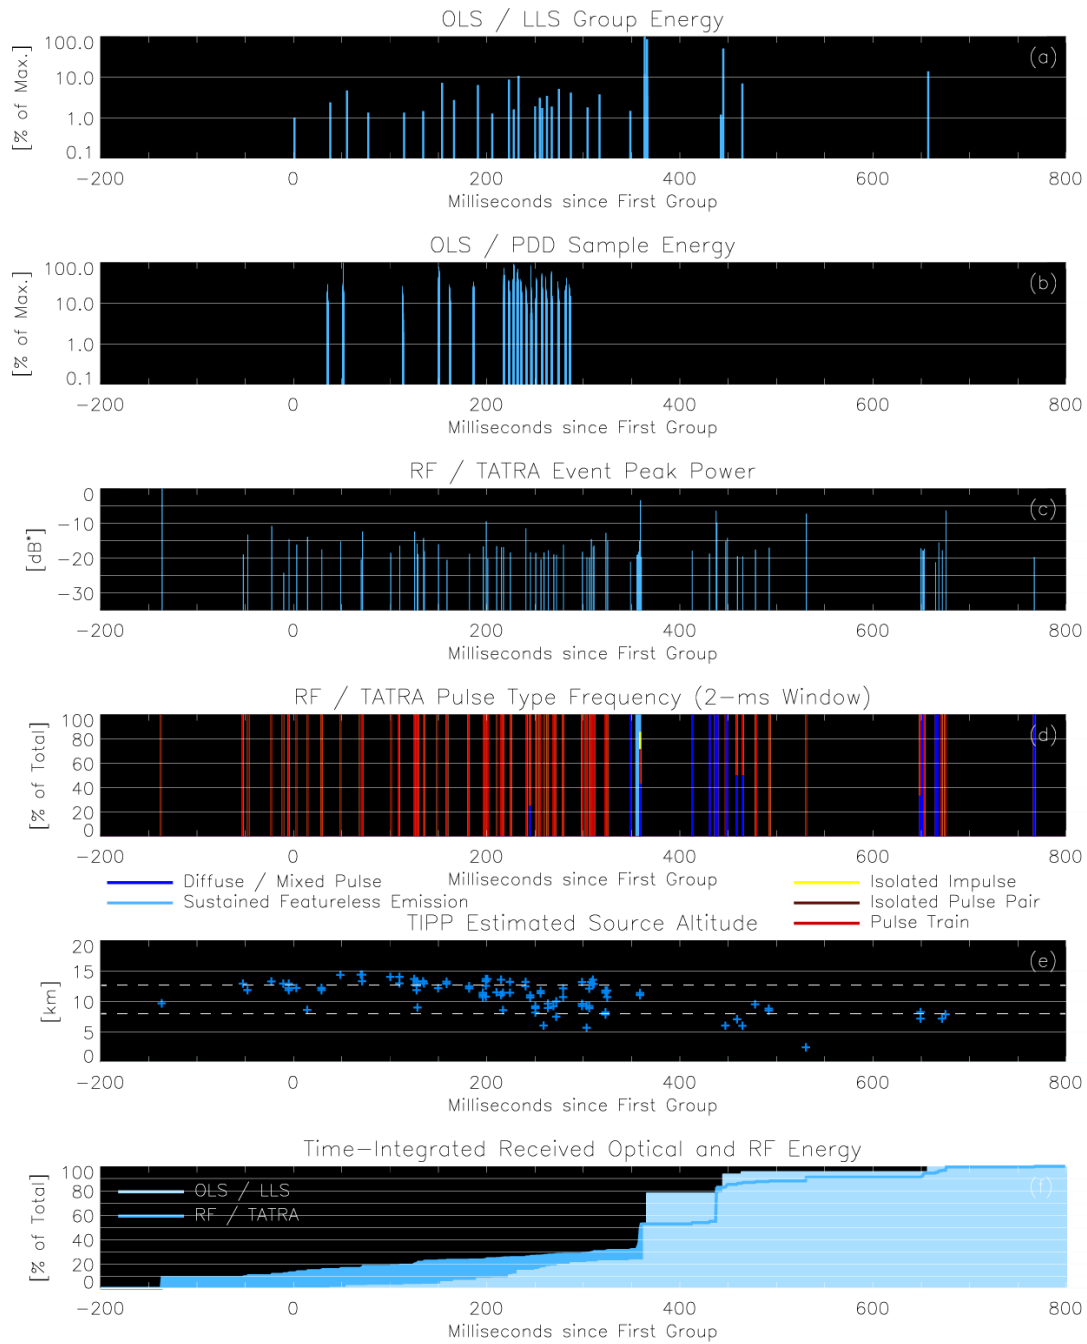 OLS / LLS Group Energy
[% of Max.]
100.0
10.0
1.0
0.1
(a)
−200 0 200 400 600 800
Milliseconds since First Group
OLS / PDD Sample Energy
[% of Max.]
100.0
10.0
1.0
0.1
(b)
−200 0 200 400 600 800
Milliseconds since First Group
RF / TATRA Event Peak Power
[dB*]
0
−10
−20
−30
(c)
−200 0 200 400 600 800
Milliseconds since First Group
RF / TATRA Pulse Type Frequency (2−ms Window)
[% of Total]
100
80
60
40
20
0
(d)
−200 0 200 400 600 800
Milliseconds since First Group
Diffuse / Mixed Pulse
Sustained Featureless Emission
Isolated Impulse
Isolated Pulse Pair
Pulse Train
TIPP Estimated Source Altitude
[km]
20
15
10
5
0
(e)
−200 0 200 400 600 800
Milliseconds since First Group
Time−Integrated Received Optical and RF Energy
[% of Total]
100
80
60
40
20
0
OLS / LLS
RF / TATRA
(f)
−200 0 200 400 600 800
Milliseconds since First Group